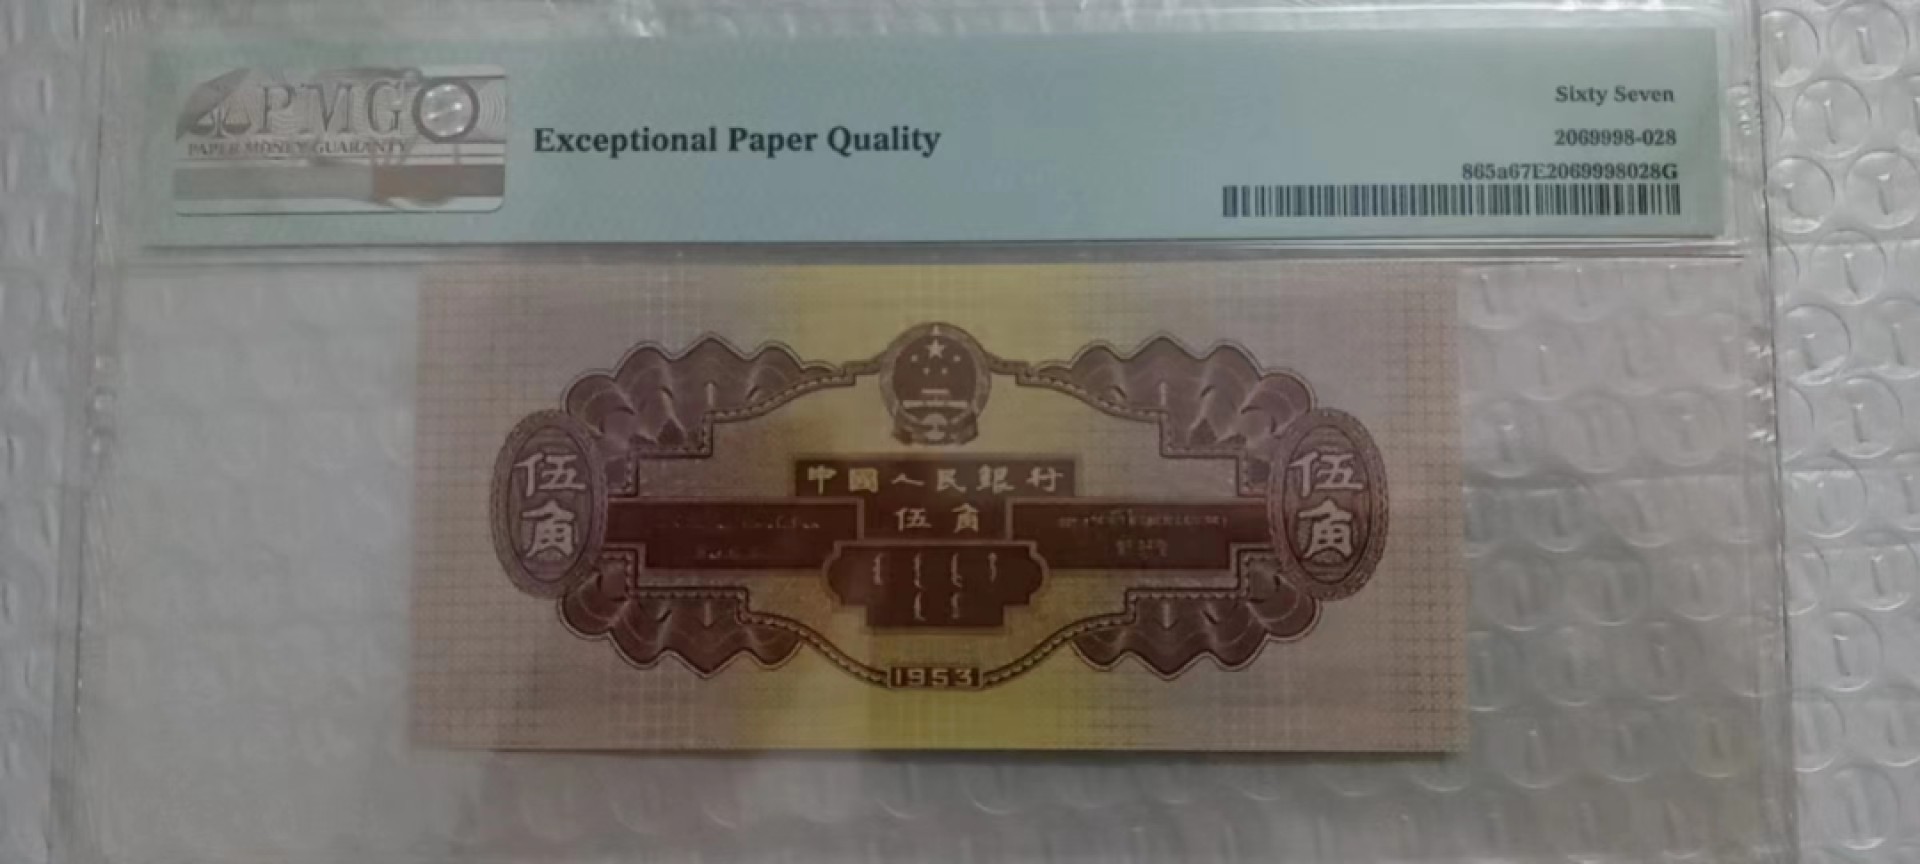 PMG
PAPER MONEY GUARANTY
Exceptional Paper Quality
Sixty Seven
2069998-028
865a67E2069998028G
中國人民銀行
伍角
伍角
伍角
1953